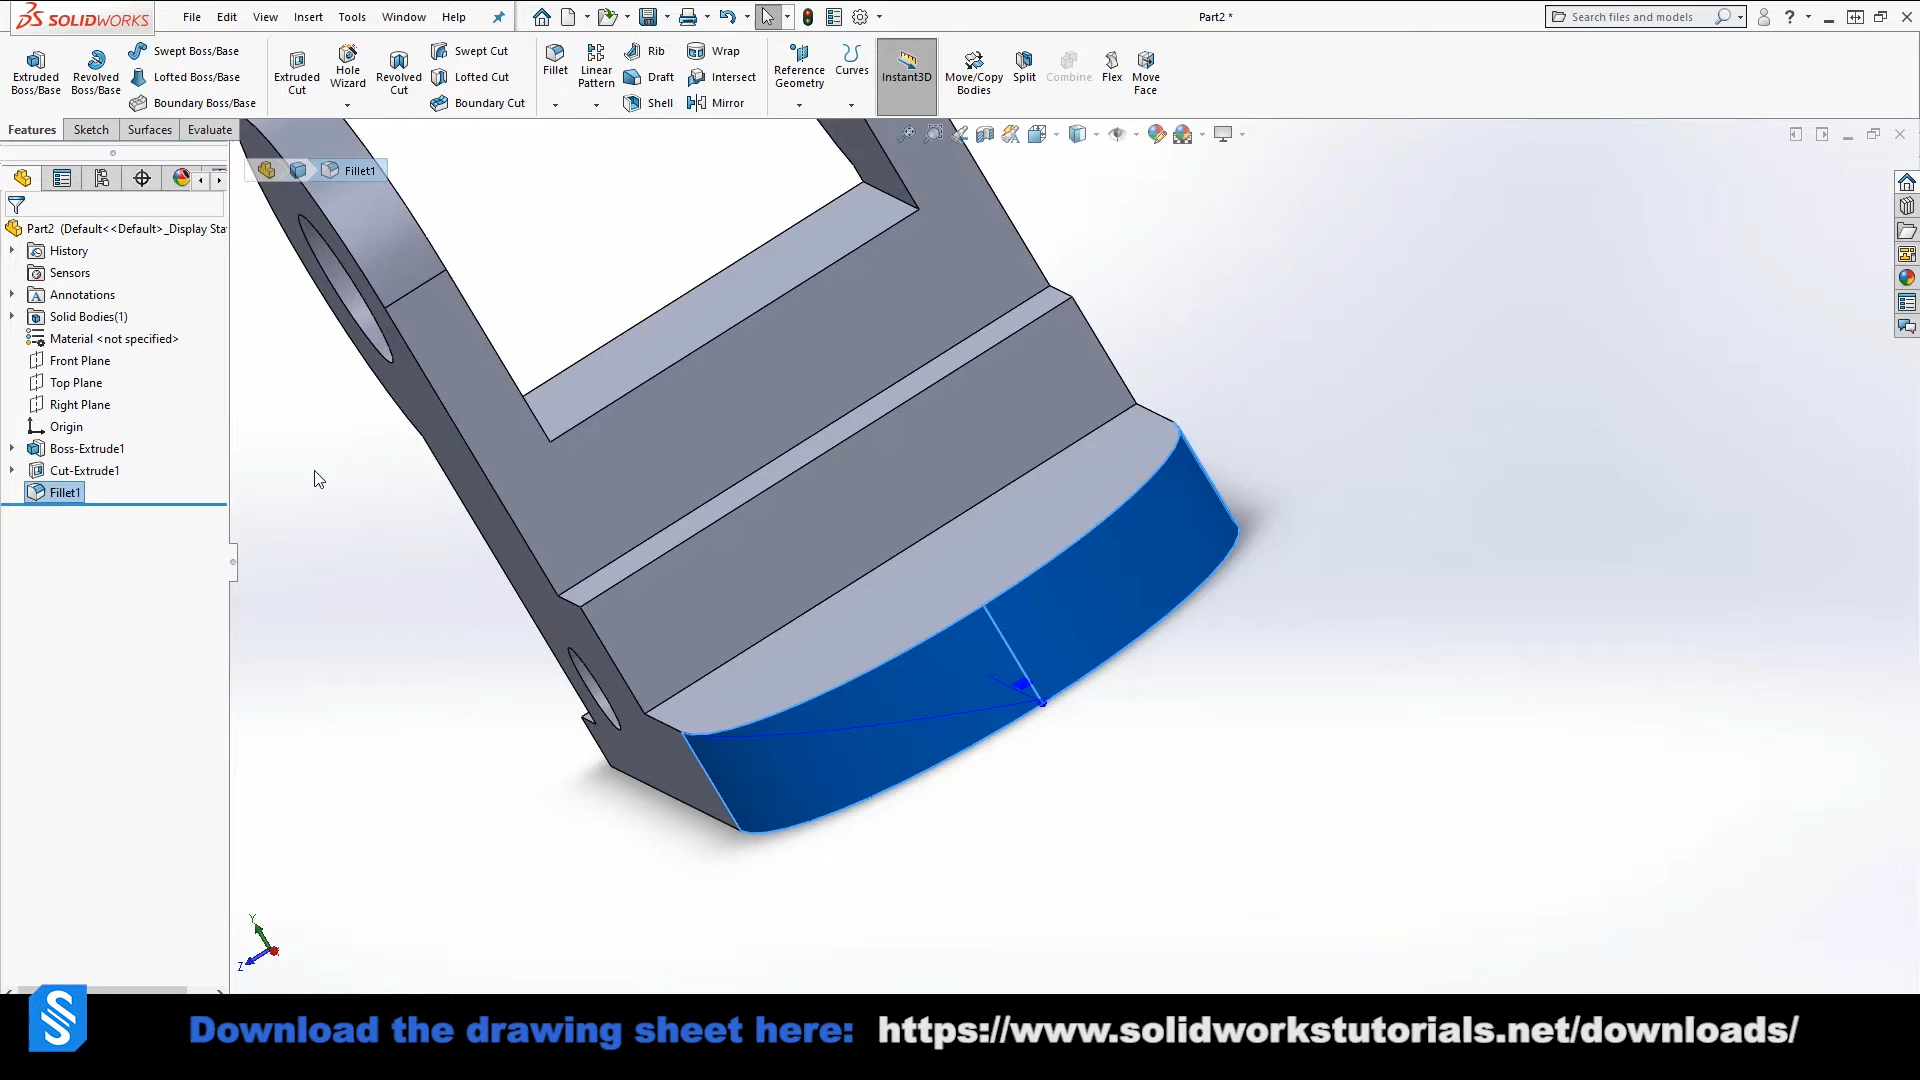 SOLIDWORKS File Edit View Insert Tools Window Help Part2 * Search files and models
Extruded Boss/Base
Revolved Boss/Base
Swept Boss/Base
Lofted Boss/Base
Boundary Boss/Base
Extruded Cut
Hole Wizard
Revolved Cut
Swept Cut
Lofted Cut
Boundary Cut
Fillet
Linear Pattern
Rib
Draft
Shell
Wrap
Intersect
Mirror
Reference Geometry
Curves
Instant3D
Move/Copy Bodies
Split
Combine
Flex
Move Face
Features Sketch Surfaces Evaluate
Fillet1
Part2 (Default<<Default>_Display Sta
History
Sensors
Annotations
Solid Bodies(1)
Material <not specified>
Front Plane
Top Plane
Right Plane
Origin
Boss-Extrude1
Cut-Extrude1
Fillet1
Y
Z
Download the drawing sheet here: https://www.solidworkstutorials.net/downloads/